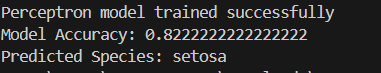 Perceptron model trained successfully
Model Accuracy: 0.8222222222222222
Predicted Species: setosa